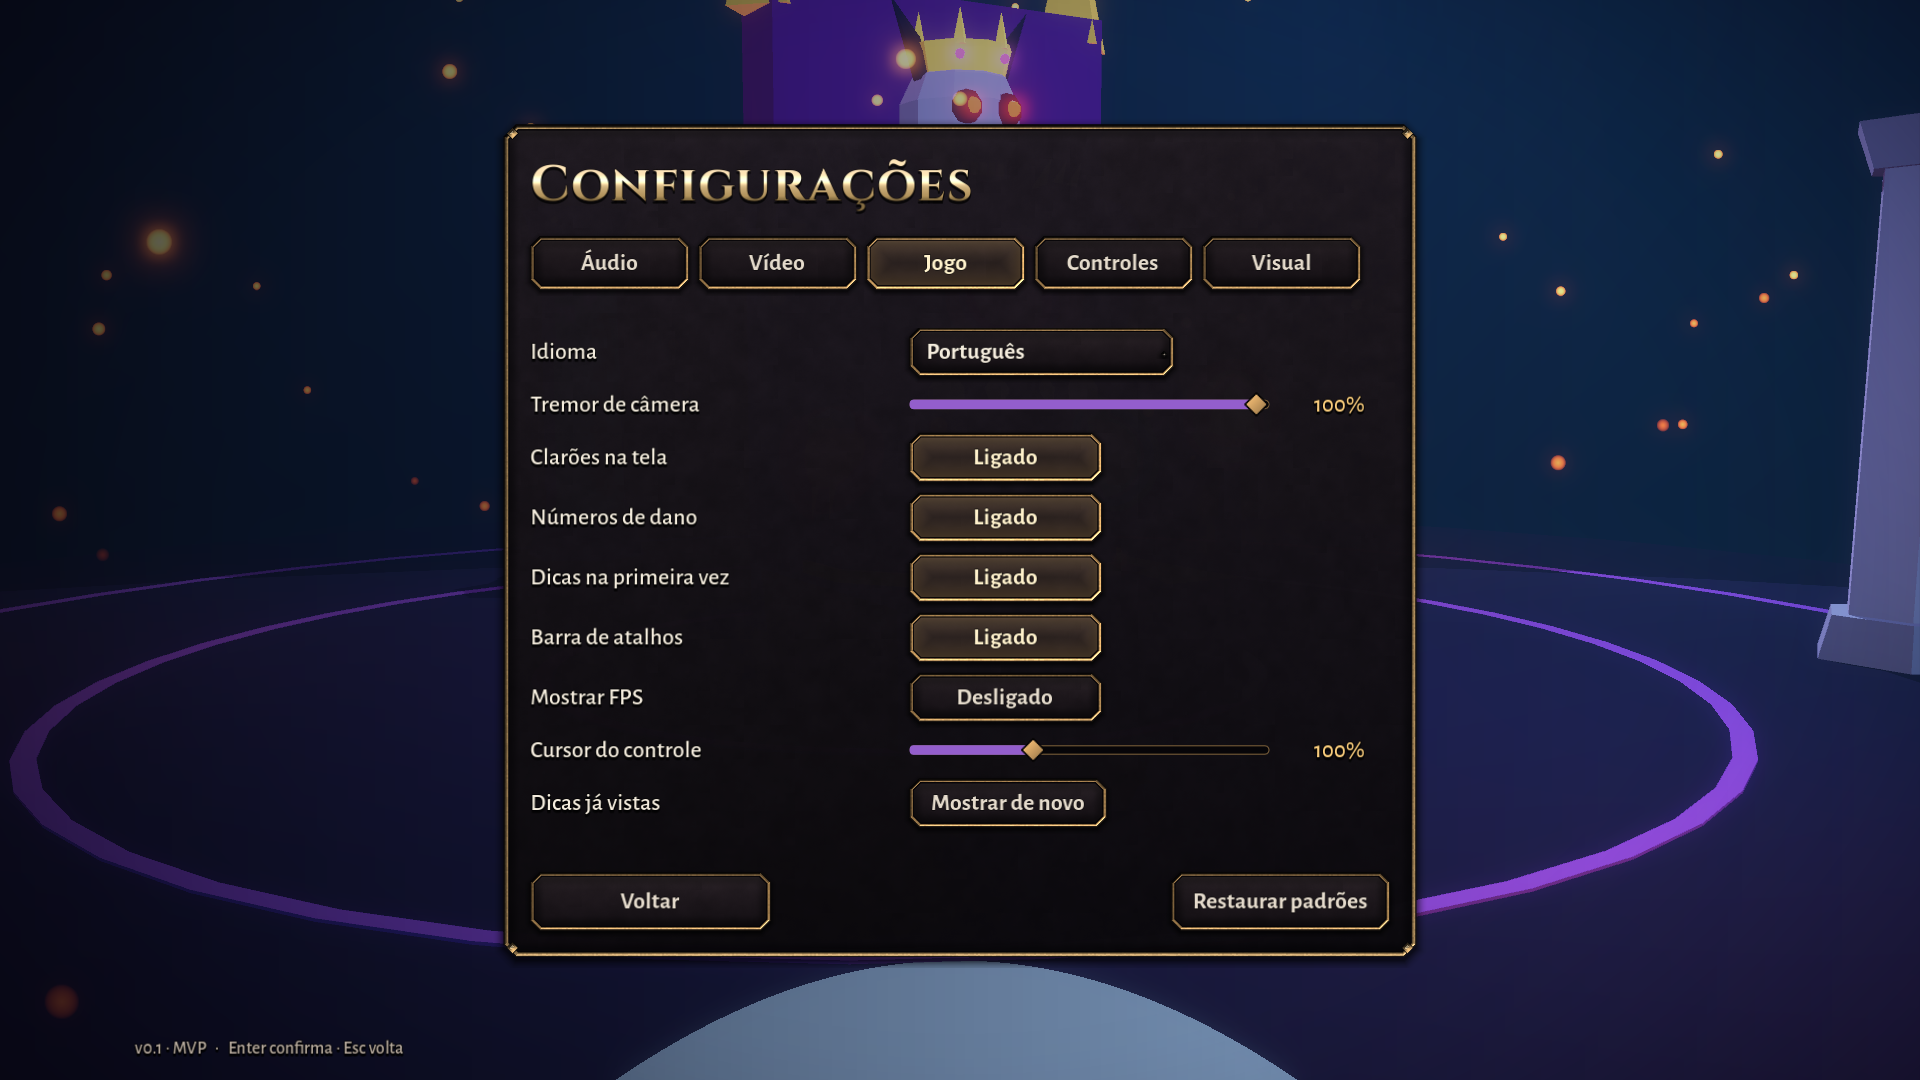 Configurações
Áudio Vídeo Jogo Controles Visual
Idioma Português
Tremor de câmera 100%
Clarões na tela Ligado
Números de dano Ligado
Dicas na primeira vez Ligado
Barra de atalhos Ligado
Mostrar FPS Desligado
Cursor do controle 100%
Dicas já vistas Mostrar de novo
Voltar Restaurar padrões
v0.1 · MVP · Enter confirma · Esc volta